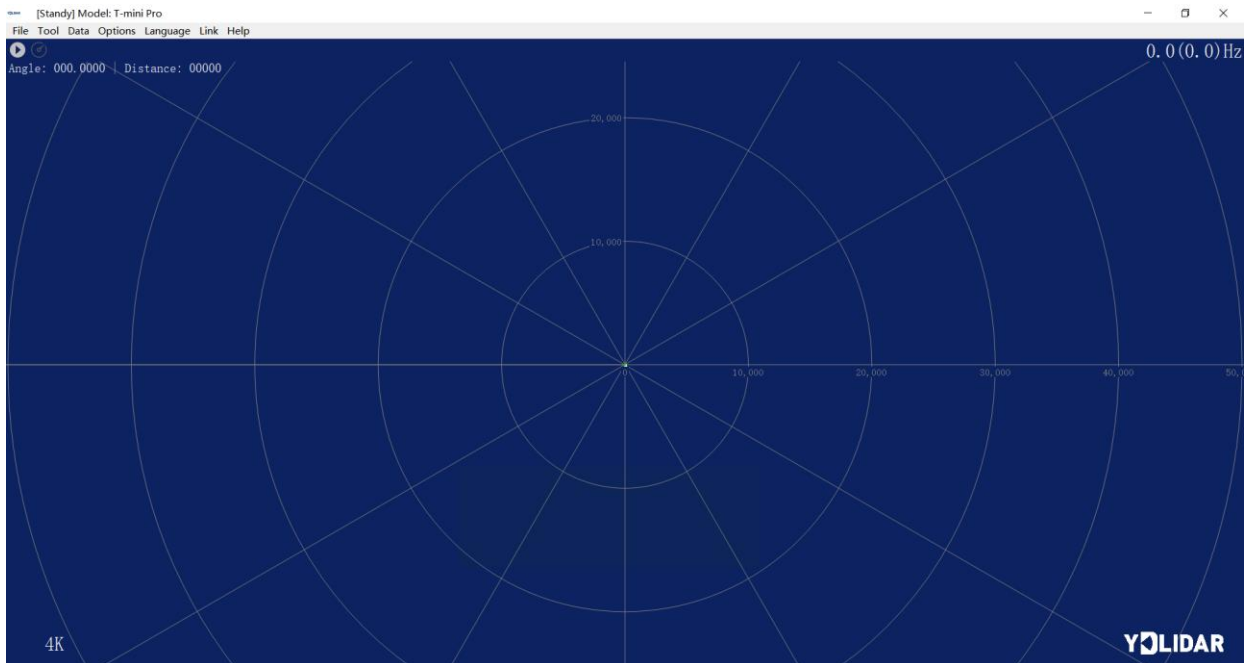 [Standy] Model: T-mini Pro
File Tool Data Options Language Link Help
0.0(0.0)Hz
Angle: 000.0000 | Distance: 00000
20,000
10,000
0 10,000 20,000 30,000 40,000 50,
4K
YDLIDAR